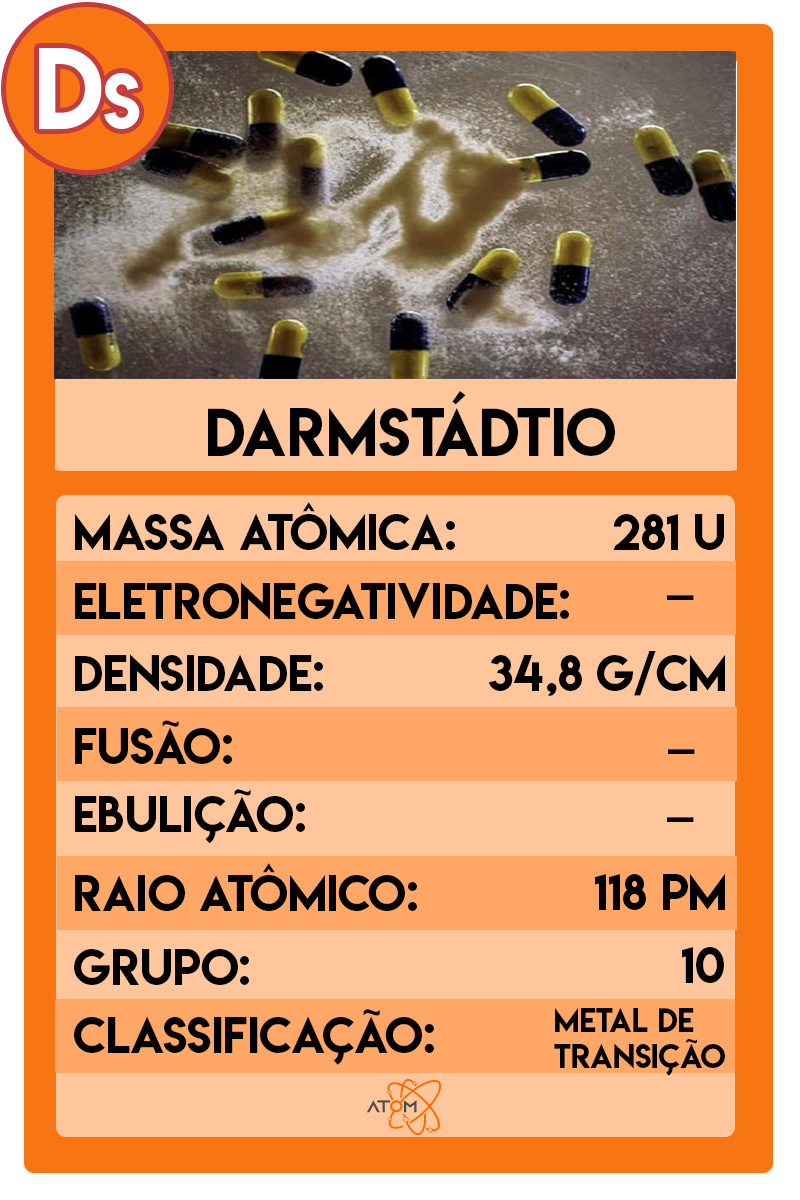 Ds
DARMSTÁDTIO
MASSA ATÔMICA: 281 U
ELETRONEGATIVIDADE: –
DENSIDADE: 34,8 G/CM
FUSÃO: –
EBULIÇÃO: –
RAIO ATÔMICO: 118 PM
GRUPO: 10
CLASSIFICAÇÃO: METAL DE
TRANSIÇÃO
ATOM